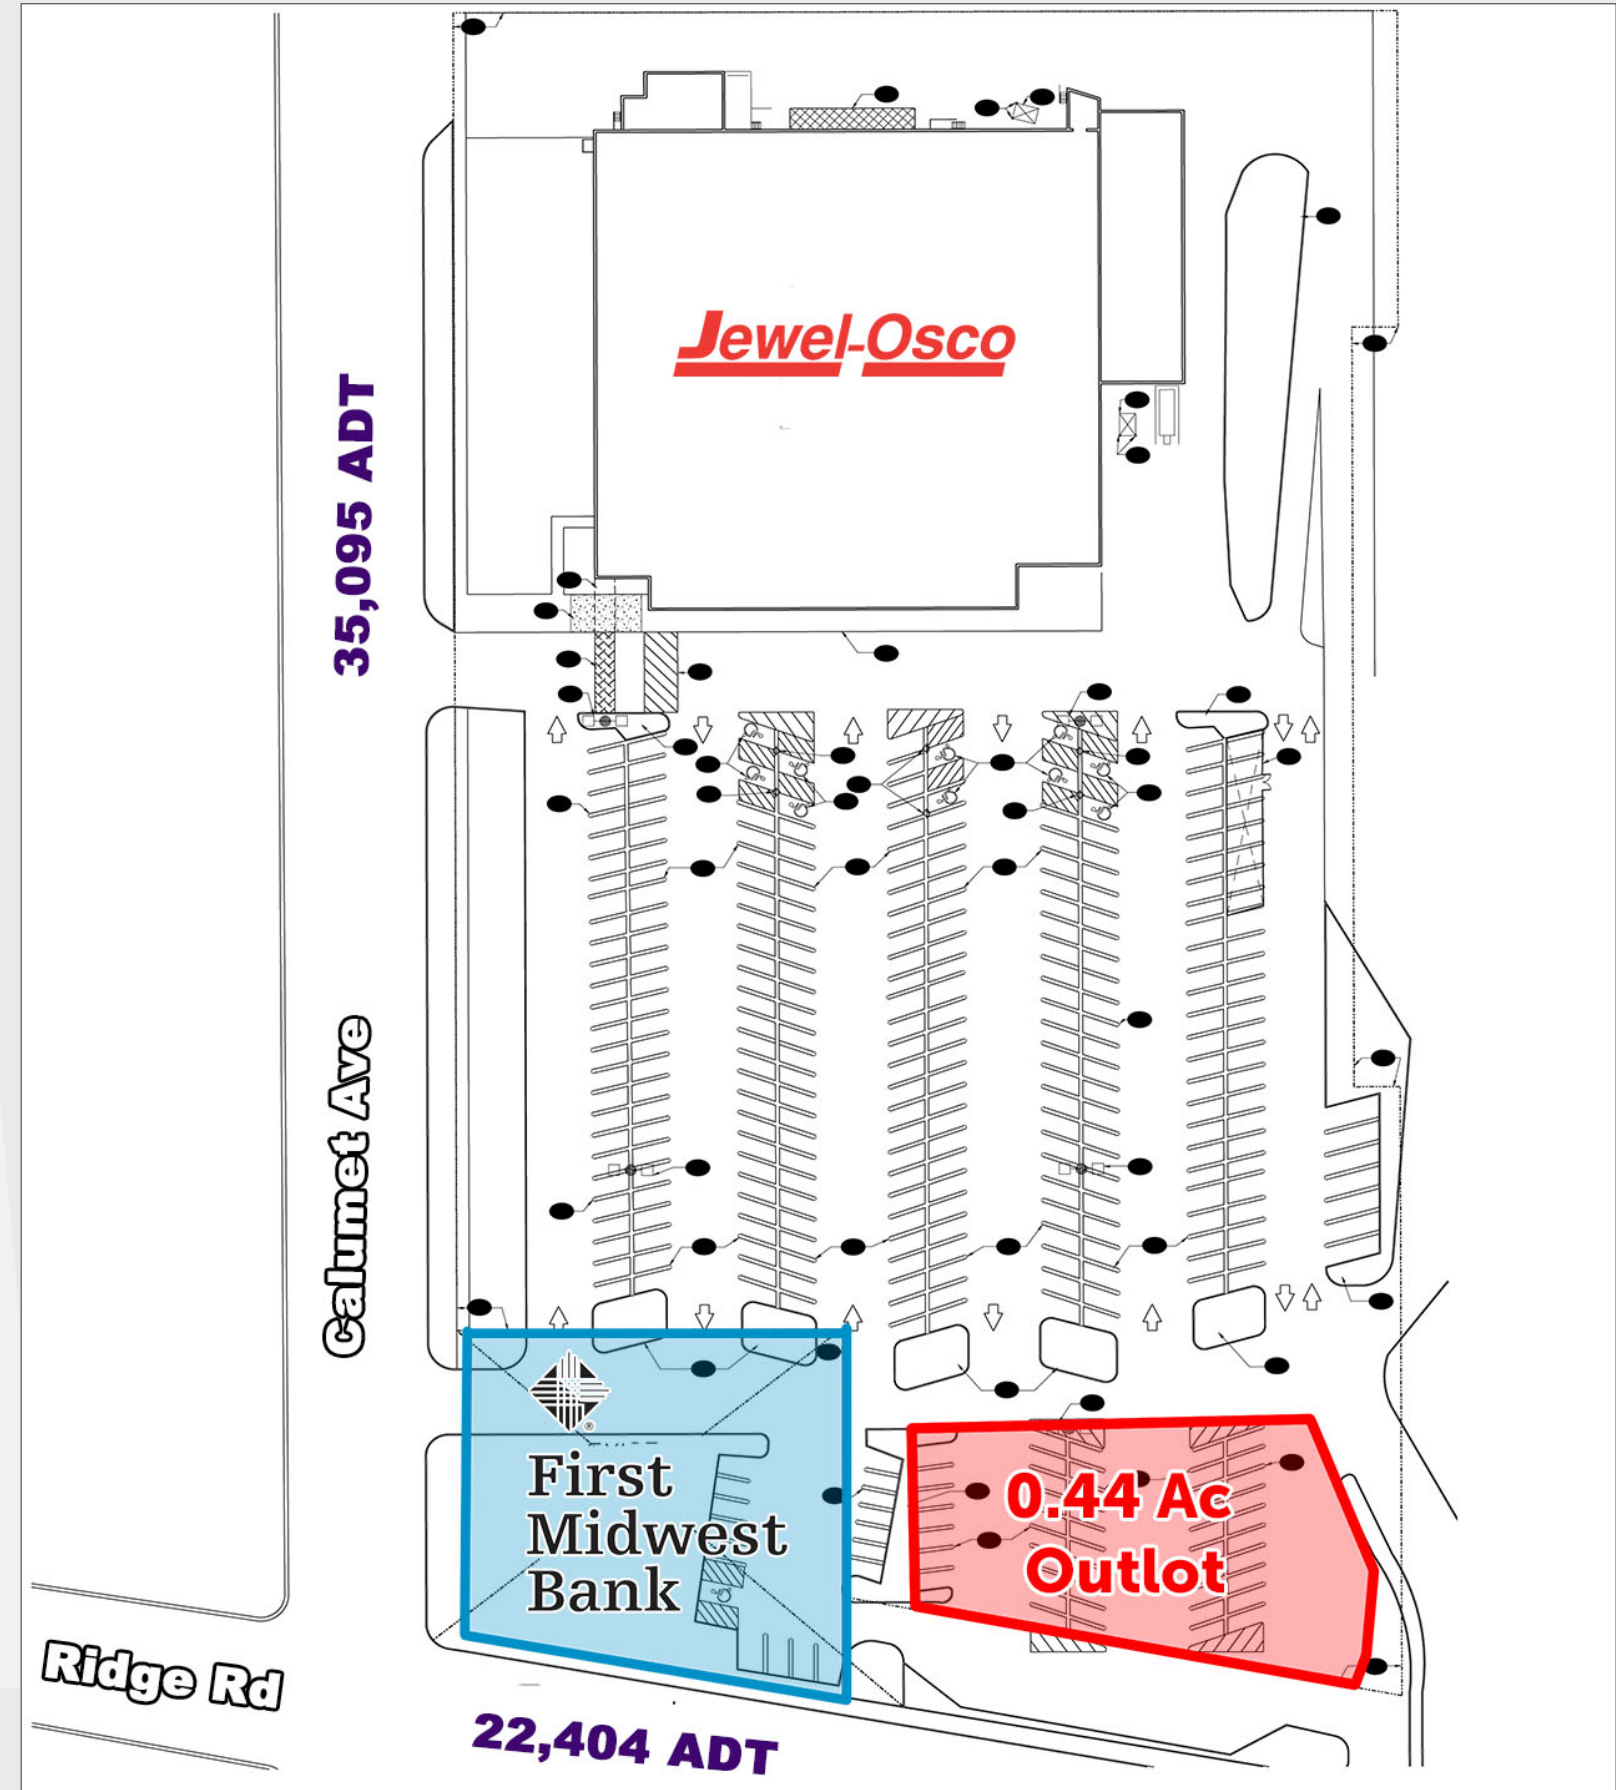 Jewel-Osco
35,095 ADT
Calumet Ave
®
First
Midwest
Bank
0.44 Ac
Outlot
Ridge Rd
22,404 ADT